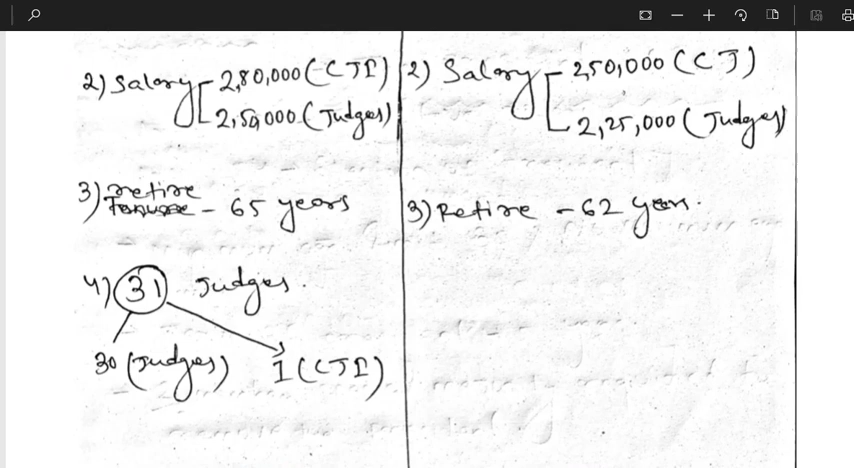 2) Salary 2,80,000 (CJI)
2,50,000 (Judges)
3) retire - 65 years
4) 31 Judges.
30 (Judges) 1 (CJI)
2) Salary 2,50,000 (CJ)
2,25,000 (Judges)
3) Retire - 62 years.